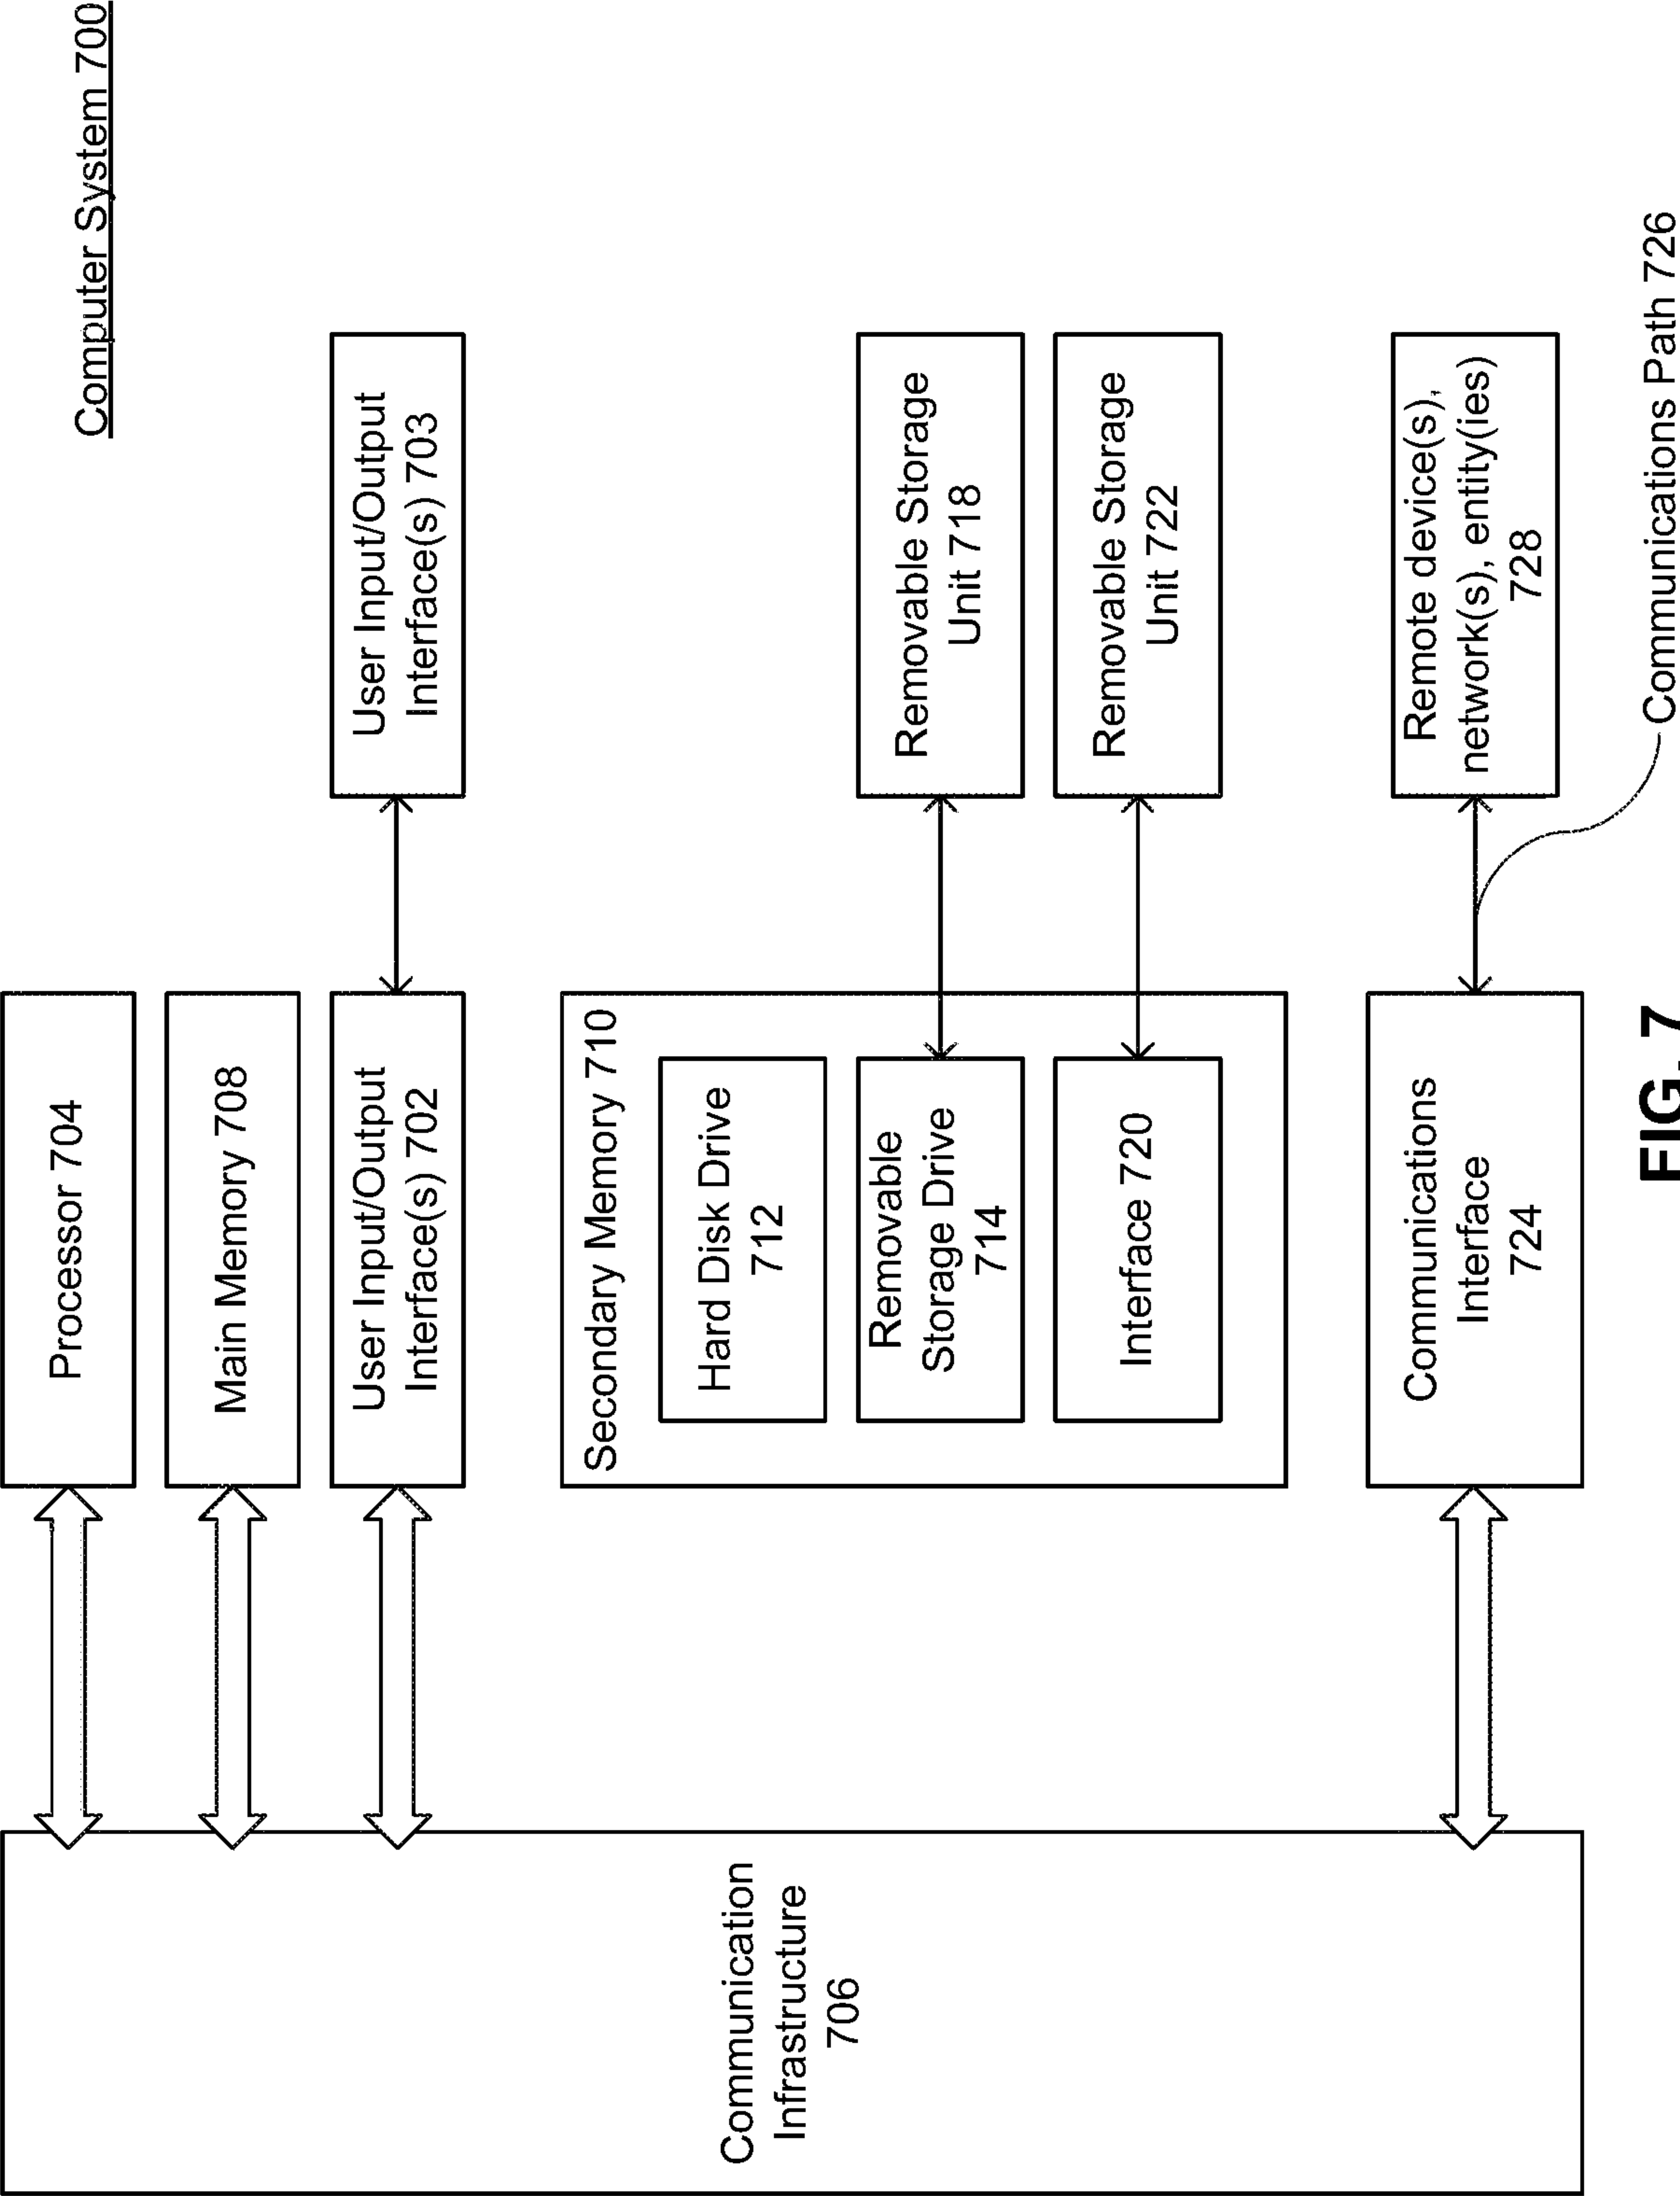 Computer System 700
Processor 704
Main Memory 708
User Input/Output
Interface(s) 702
User Input/Output
Interface(s) 703
Communication
Infrastructure
706
Secondary Memory 710
Hard Disk Drive
712
Removable
Storage Drive
714
Removable Storage
Unit 718
Interface 720
Removable Storage
Unit 722
Communications
Interface
724
Remote device(s),
network(s), entity(ies)
728
Communications Path 726
FIG. 7